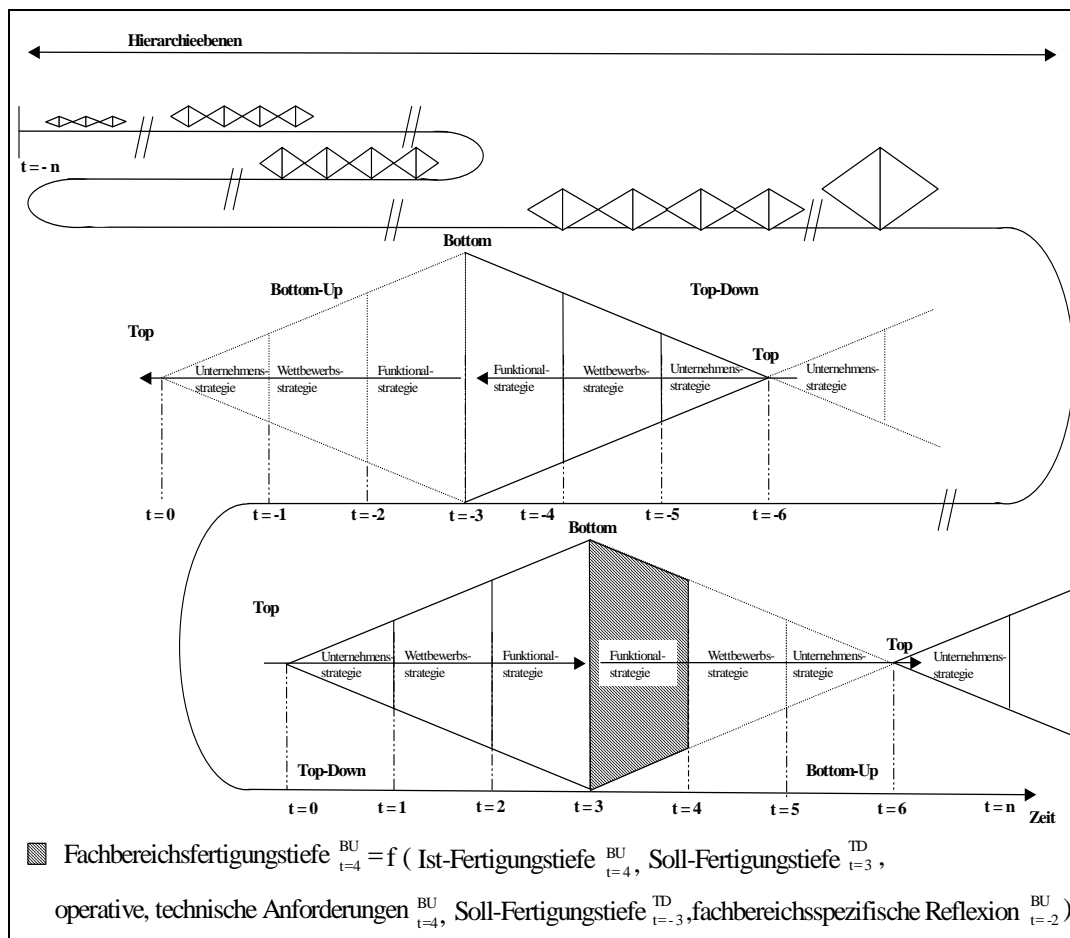 Hierarchieebenen
t = - n
Bottom
Bottom-Up
Top-Down
Top
Top
Unternehmens-
strategie
Wettbewerbs-
strategie
Funktional-
strategie
Funktional-
strategie
Wettbewerbs-
strategie
Unternehmens-
strategie
Unternehmens-
strategie
t = 0
t = -1
t = -2
t = -3
t = -4
t = -5
t = -6
Bottom
Top
Top
Unternehmens-
strategie
Wettbewerbs-
strategie
Funktional-
strategie
Funktional-
strategie
Wettbewerbs-
strategie
Unternehmens-
strategie
Unternehmens-
strategie
Top-Down
Bottom-Up
t = 0
t = 1
t = 2
t = 3
t = 4
t = 5
t = 6
t = n
Zeit
Fachbereichsfertigungstiefe BU t=4 = f ( Ist-Fertigungstiefe BU t=4, Soll-Fertigungstiefe TD t=3,
operative, technische Anforderungen BU t=4, Soll-Fertigungstiefe TD t=-3, fachbereichsspezifische Reflexion BU t=-2 )